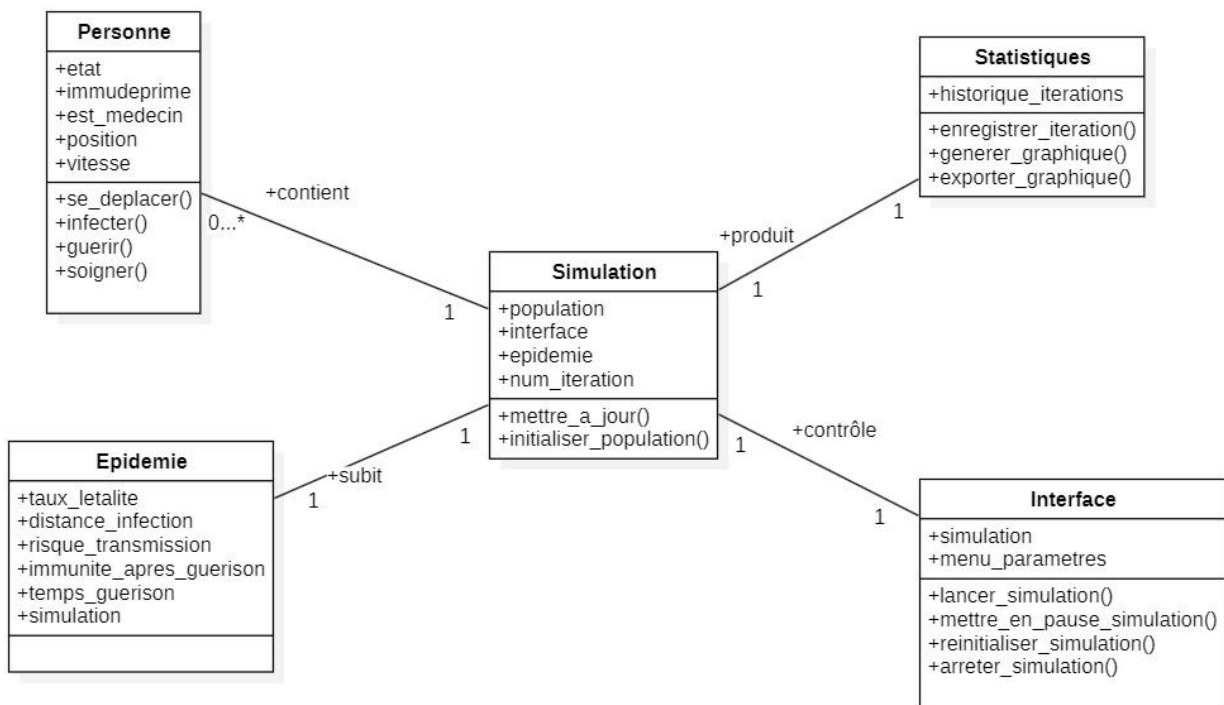 Personne
+etat
+immudeprime
+est_medecin
+position
+vitesse
+se_deplacer()
+infecter()
+guerir()
+soigner()
+contient
0...*
1
Statistiques
+historique_iterations
+enregistrer_iteration()
+generer_graphique()
+exporter_graphique()
1
+produit
1
Simulation
+population
+interface
+epidemie
+num_iteration
+mettre_a_jour()
+initialiser_population()
1
+subit
1
1
+contrôle
1
Epidemie
+taux_letalite
+distance_infection
+risque_transmission
+immunite_apres_guerison
+temps_guerison
+simulation
Interface
+simulation
+menu_parametres
+lancer_simulation()
+mettre_en_pause_simulation()
+reinitialiser_simulation()
+arreter_simulation()